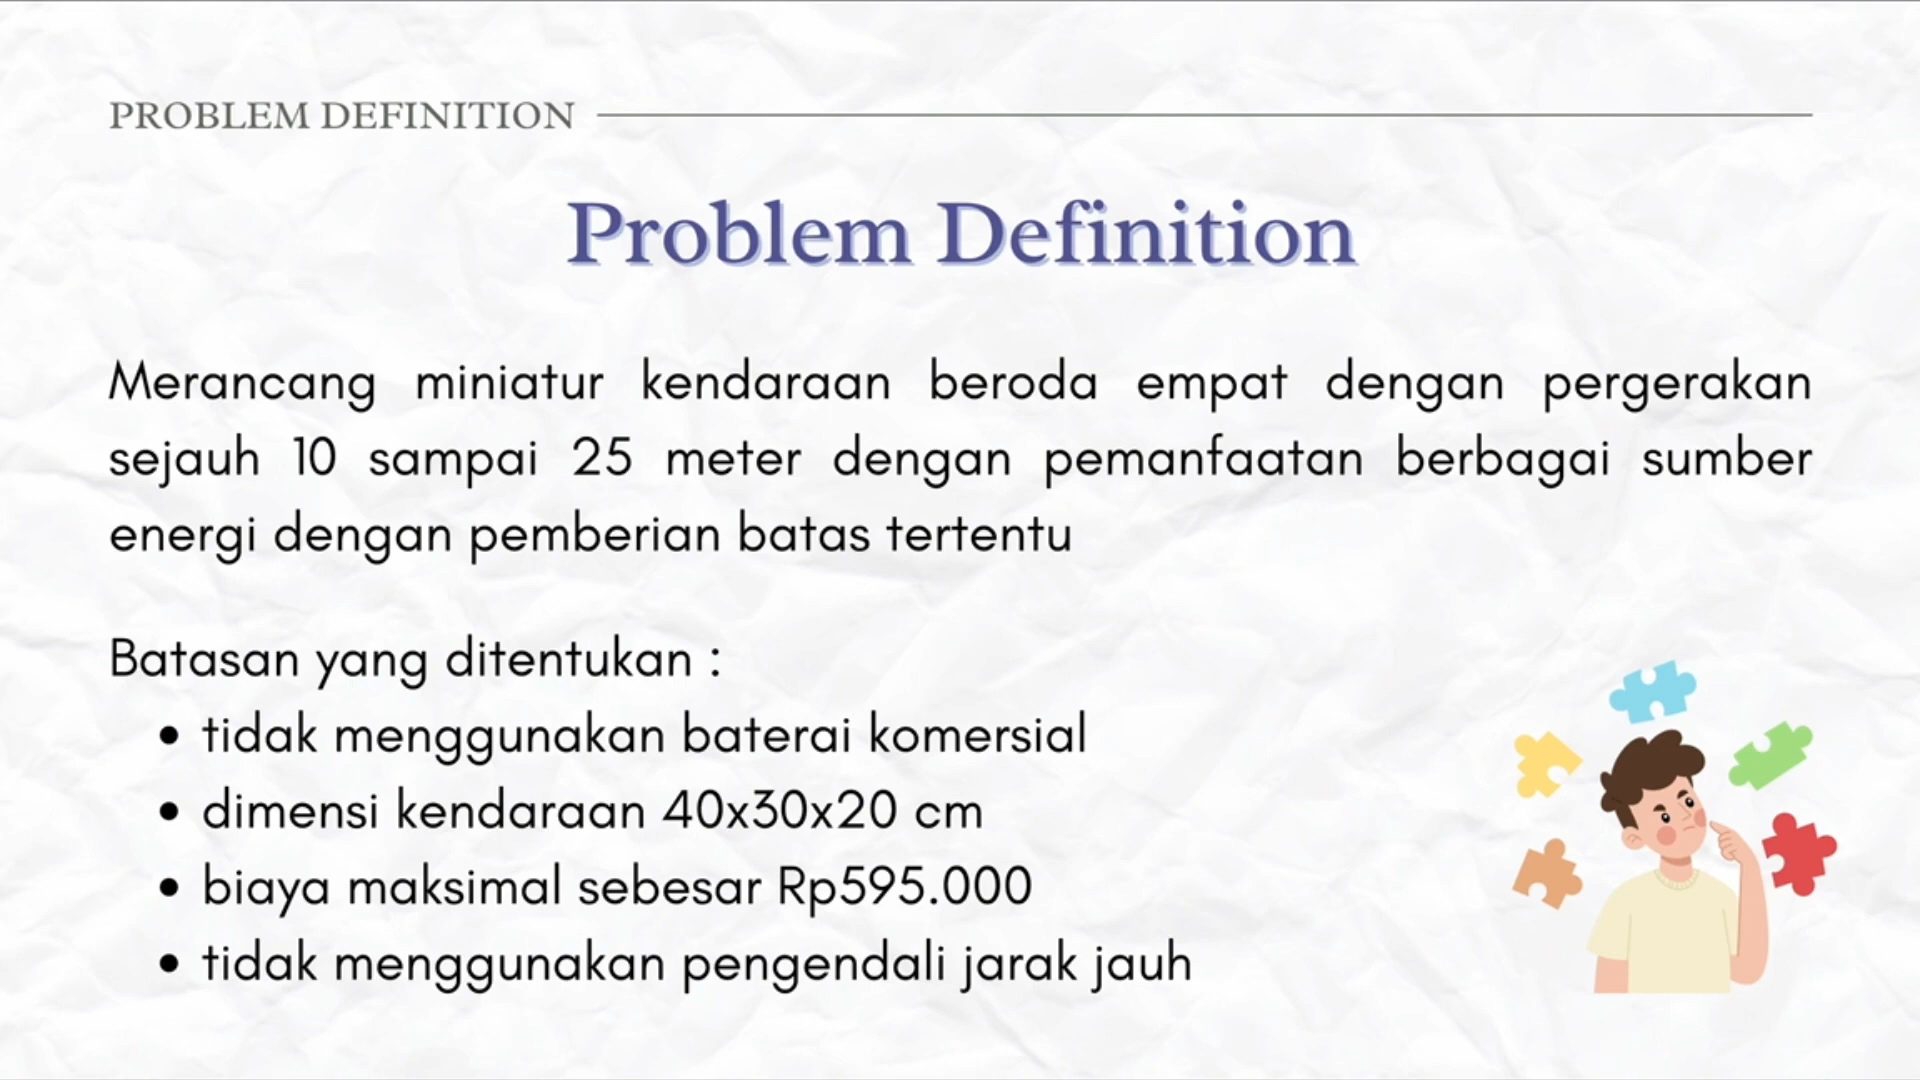 PROBLEM DEFINITION
Problem Definition
Merancang miniatur kendaraan beroda empat dengan pergerakan
sejauh 10 sampai 25 meter dengan pemanfaatan berbagai sumber
energi dengan pemberian batas tertentu
Batasan yang ditentukan :
• tidak menggunakan baterai komersial
• dimensi kendaraan 40x30x20 cm
• biaya maksimal sebesar Rp595.000
• tidak menggunakan pengendali jarak jauh